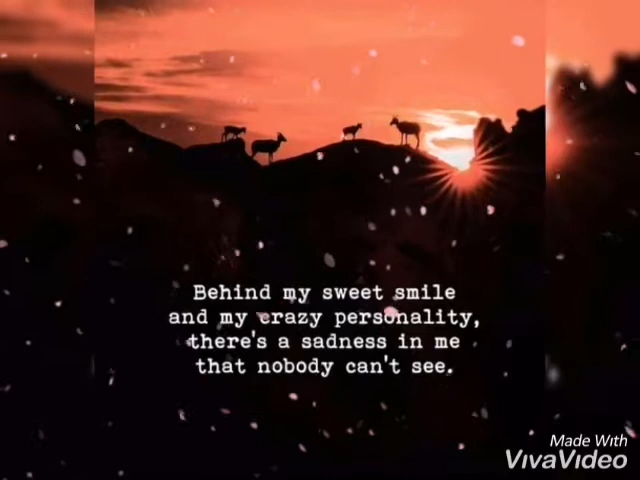 Behind my sweet smile
and my crazy personality,
there's a sadness in me
that nobody can't see.
Made With
VivaVideo